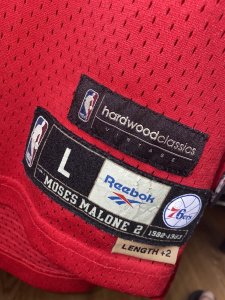 hardwoodclassics
VINTAGE
L
Reebok
76ers
MOSES MALONE 2 1982-1983
LENGTH +2